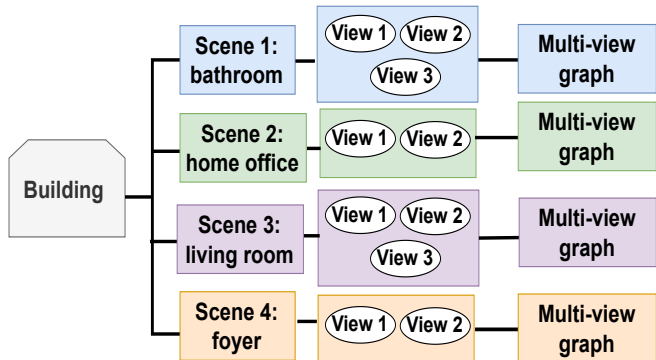 Building
Scene 1:
bathroom
View 1
View 2
View 3
Multi-view
graph
Scene 2:
home office
View 1
View 2
Multi-view
graph
Scene 3:
living room
View 1
View 2
View 3
Multi-view
graph
Scene 4:
foyer
View 1
View 2
Multi-view
graph